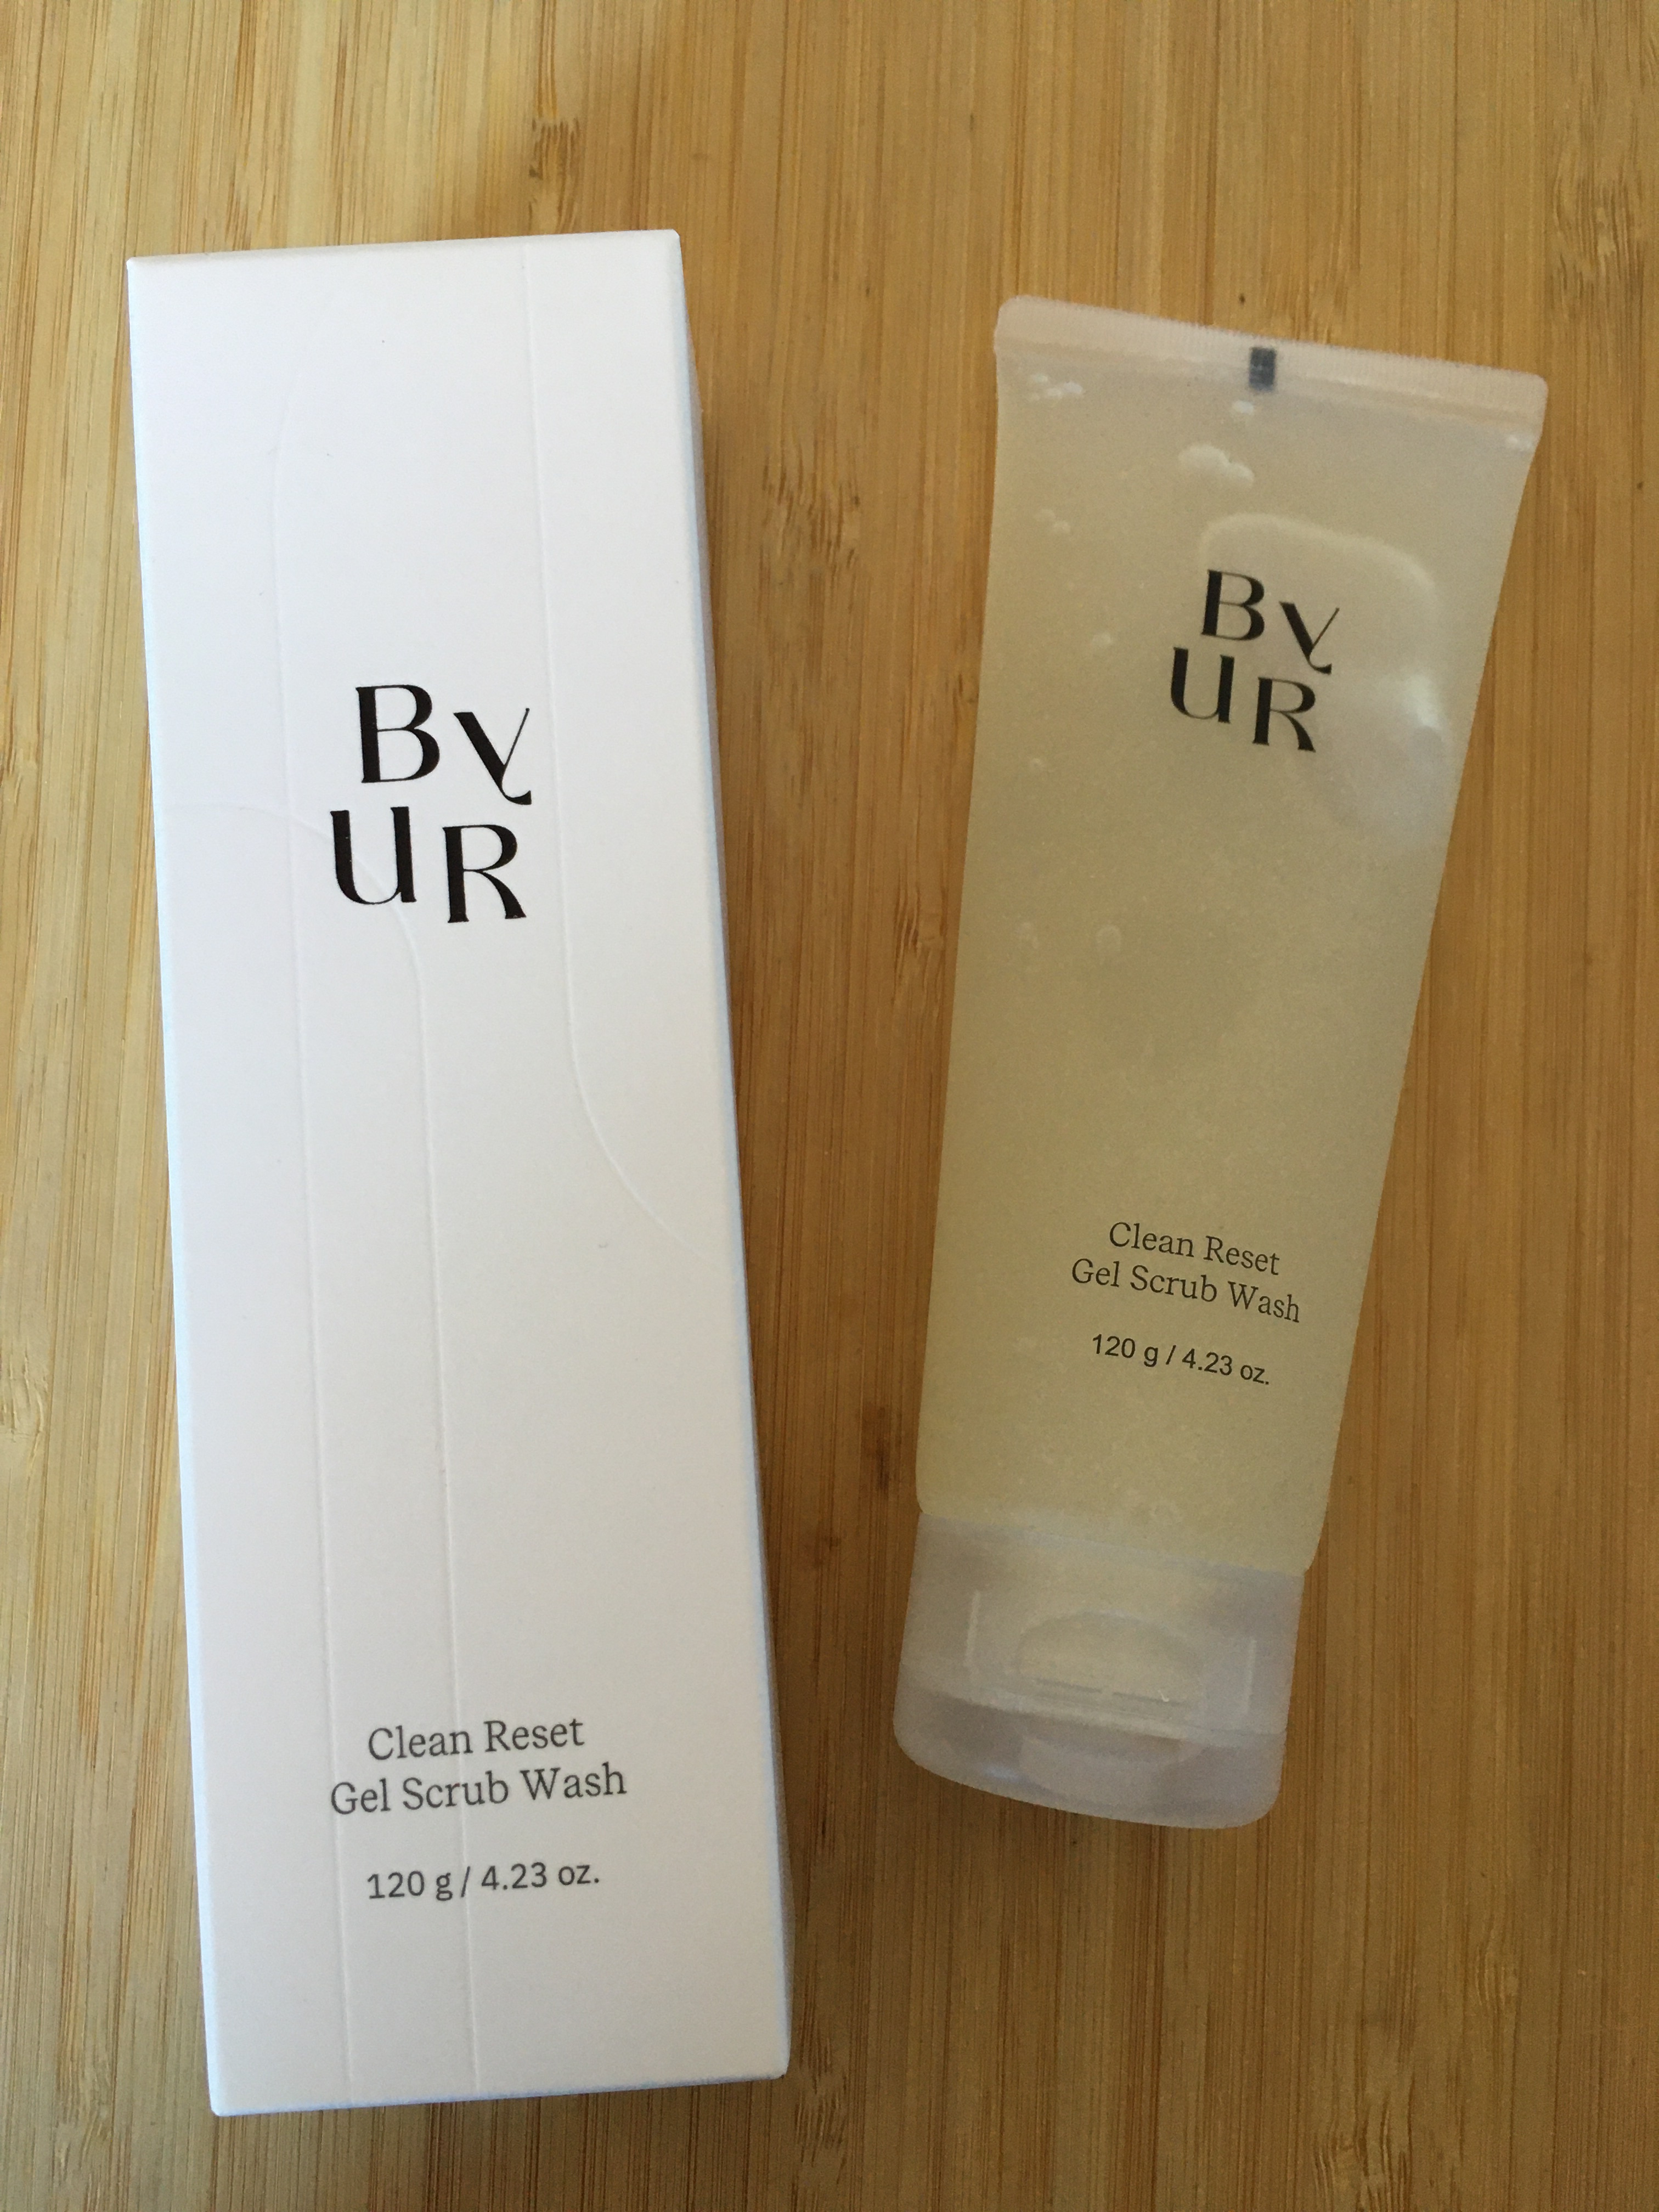 By
UR
Clean Reset
Gel Scrub Wash
120 g / 4.23 oz.
By
UR
Clean Reset
Gel Scrub Wash
120 g / 4.23 oz.